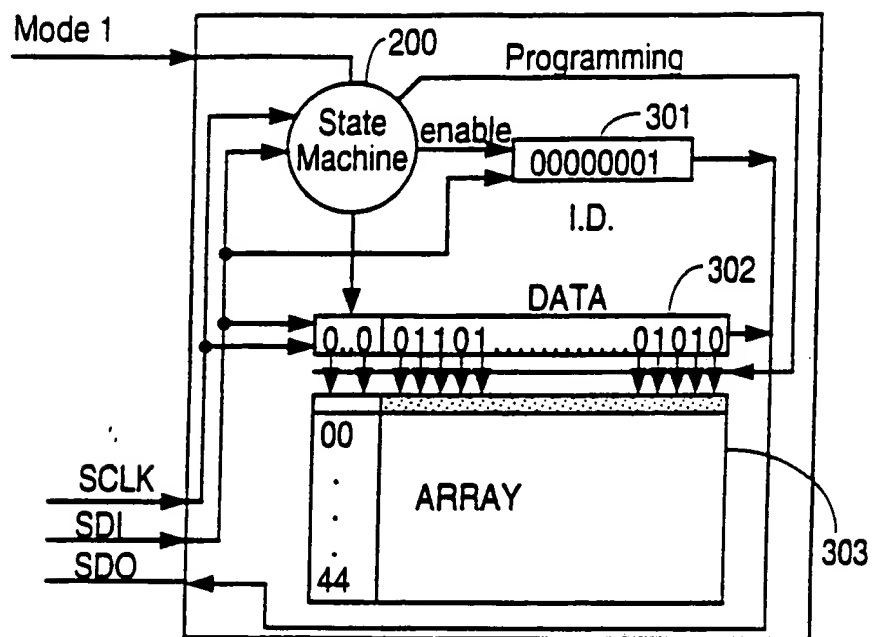 Mode 1
200
Programming
State
Machine
enable
301
00000001
I.D.
DATA
302
0...0 01101..................01010
00
.
.
.
44
ARRAY
SCLK
SDI
SDO
303